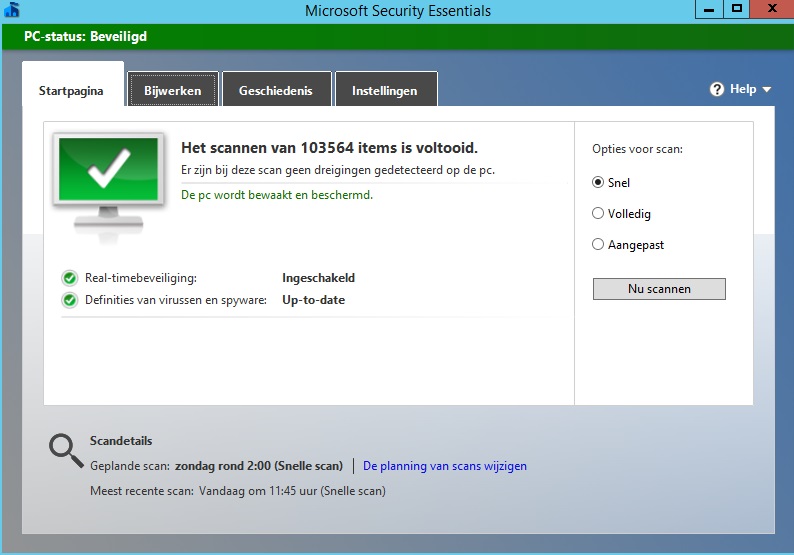 Microsoft Security Essentials
PC-status: Beveiligd
Startpagina
Bijwerken
Geschiedenis
Instellingen
Help
Het scannen van 103564 items is voltooid.
Er zijn bij deze scan geen dreigingen gedetecteerd op de pc.
De pc wordt bewaakt en beschermd.
Real-timebeveiliging: Ingeschakeld
Definities van virussen en spyware: Up-to-date
Opties voor scan:
Snel
Volledig
Aangepast
Nu scannen
Scandetails
Geplande scan: zondag rond 2:00 (Snelle scan) | De planning van scans wijzigen
Meest recente scan: Vandaag om 11:45 uur (Snelle scan)